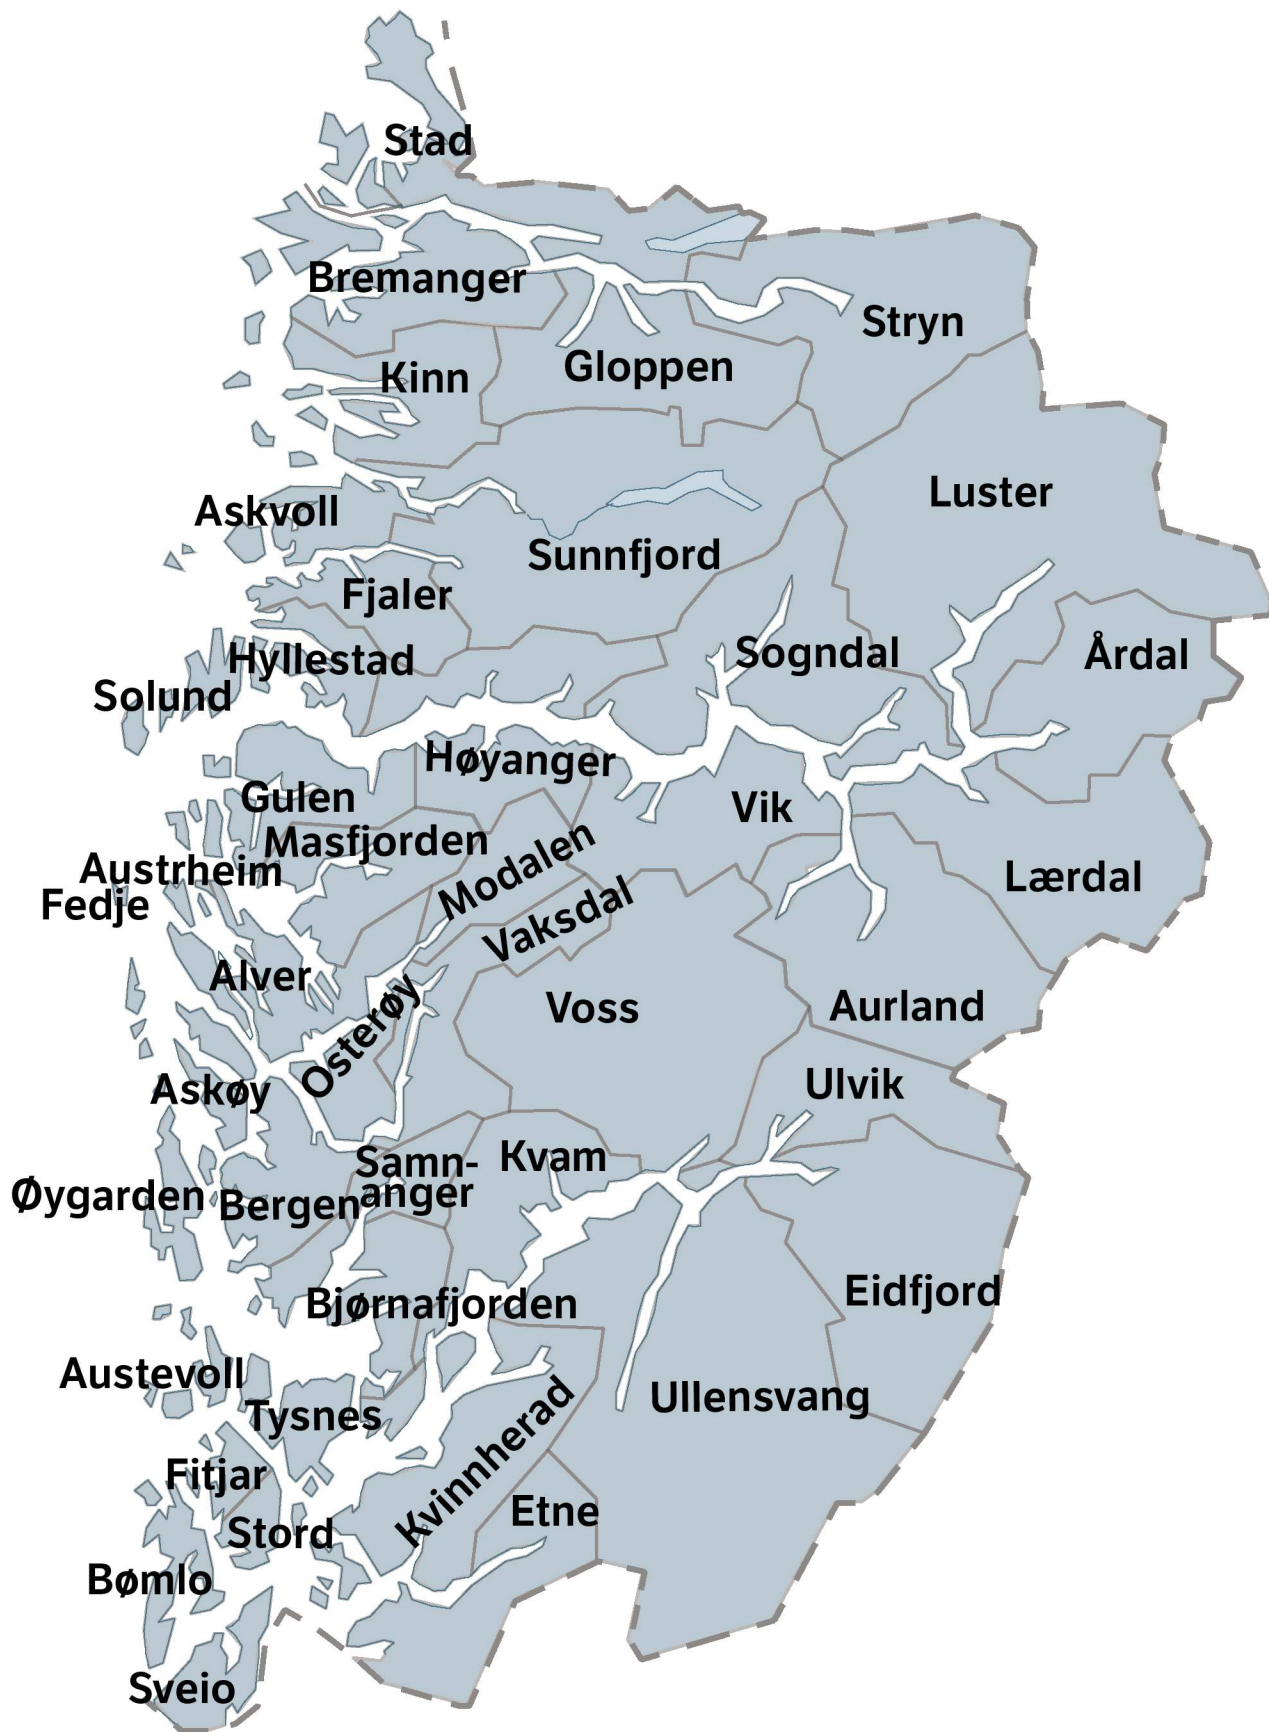 Stad
Bremanger
Stryn
Gloppen
Kinn
Luster
Askvoll
Sunnfjord
Fjaler
Sogndal
Årdal
Hyllestad
Solund
Høyanger
Gulen
Vik
Masfjorden
Modalen
Austrheim
Lærdal
Fedje
Vaksdal
Alver
Osterøy
Voss
Aurland
Askøy
Ulvik
Samn-
anger
Kvam
Øygarden
Bergen
Bjørnafjorden
Eidfjord
Austevoll
Tysnes
Ullensvang
Kvinnherad
Fitjar
Etne
Stord
Bømlo
Sveio